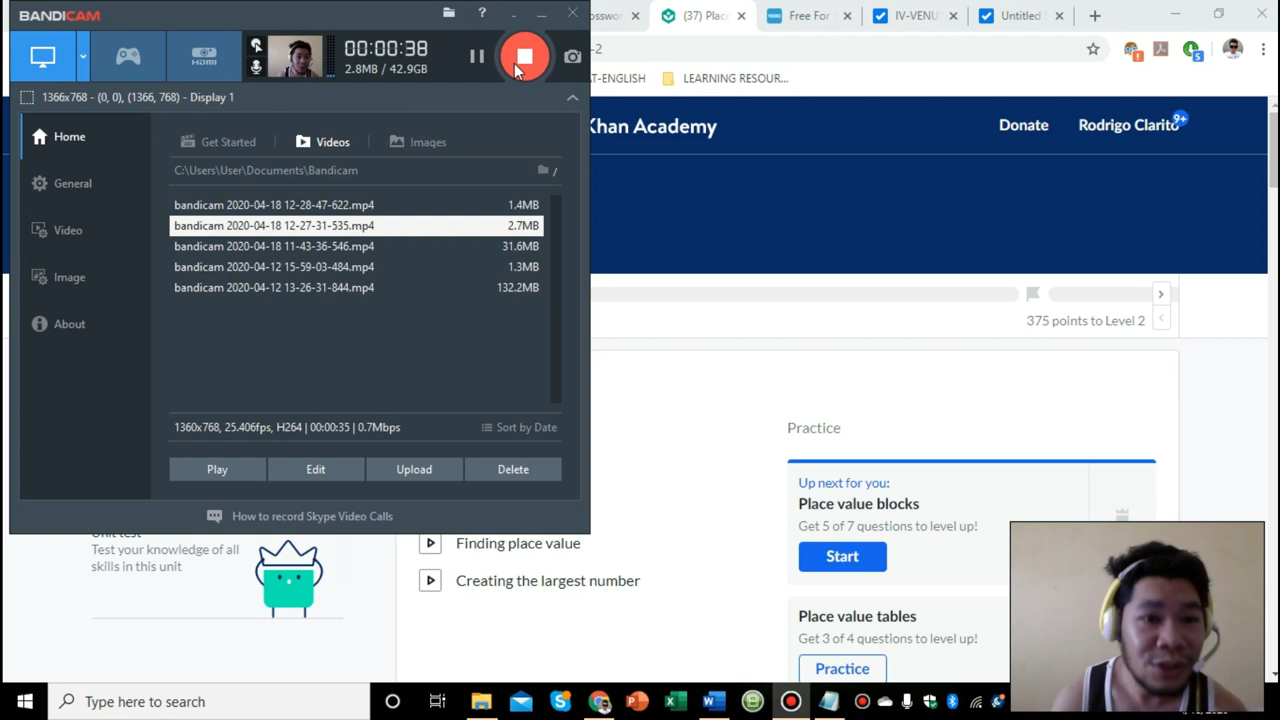 BANDICAM
osswor
(37) Place
Free For
IV-VENUS
Untitled S
-2
00:00:38
2.8MB / 42.9GB
HDMI
1366x768 - (0, 0), (1366, 768) - Display 1
AT-ENGLISH
LEARNING RESOUR...
Khan Academy
Donate
Rodrigo Clarito
9+
Home
General
Video
Image
About
Get Started
Videos
Images
C:\Users\User\Documents\Bandicam
bandicam 2020-04-18 12-28-47-622.mp4 1.4MB
bandicam 2020-04-18 12-27-31-535.mp4 2.7MB
bandicam 2020-04-18 11-43-36-546.mp4 31.6MB
bandicam 2020-04-12 15-59-03-484.mp4 1.3MB
bandicam 2020-04-12 13-26-31-844.mp4 132.2MB
1360x768, 25.406fps, H264 | 00:00:35 | 0.7Mbps
Sort by Date
Play
Edit
Upload
Delete
How to record Skype Video Calls
375 points to Level 2
Unit test
Test your knowledge of all
skills in this unit
Finding place value
Creating the largest number
Practice
Up next for you:
Place value blocks
Get 5 of 7 questions to level up!
Start
Place value tables
Get 3 of 4 questions to level up!
Practice
Type here to search